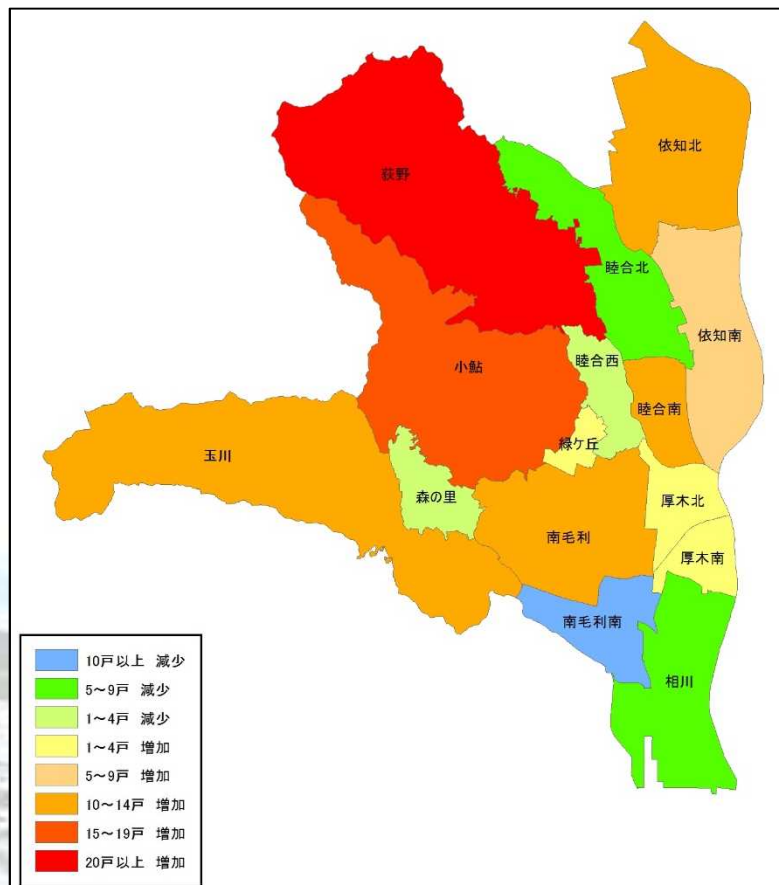 依知北
荻野
睦合北
依知南
睦合西
小鮎
睦合南
緑ケ丘
玉川
森の里
厚木北
南毛利
厚木南
南毛利南
相川
10戸以上 減少
5～9戸 減少
1～4戸 減少
1～4戸 増加
5～9戸 増加
10～14戸 増加
15～19戸 増加
20戸以上 増加